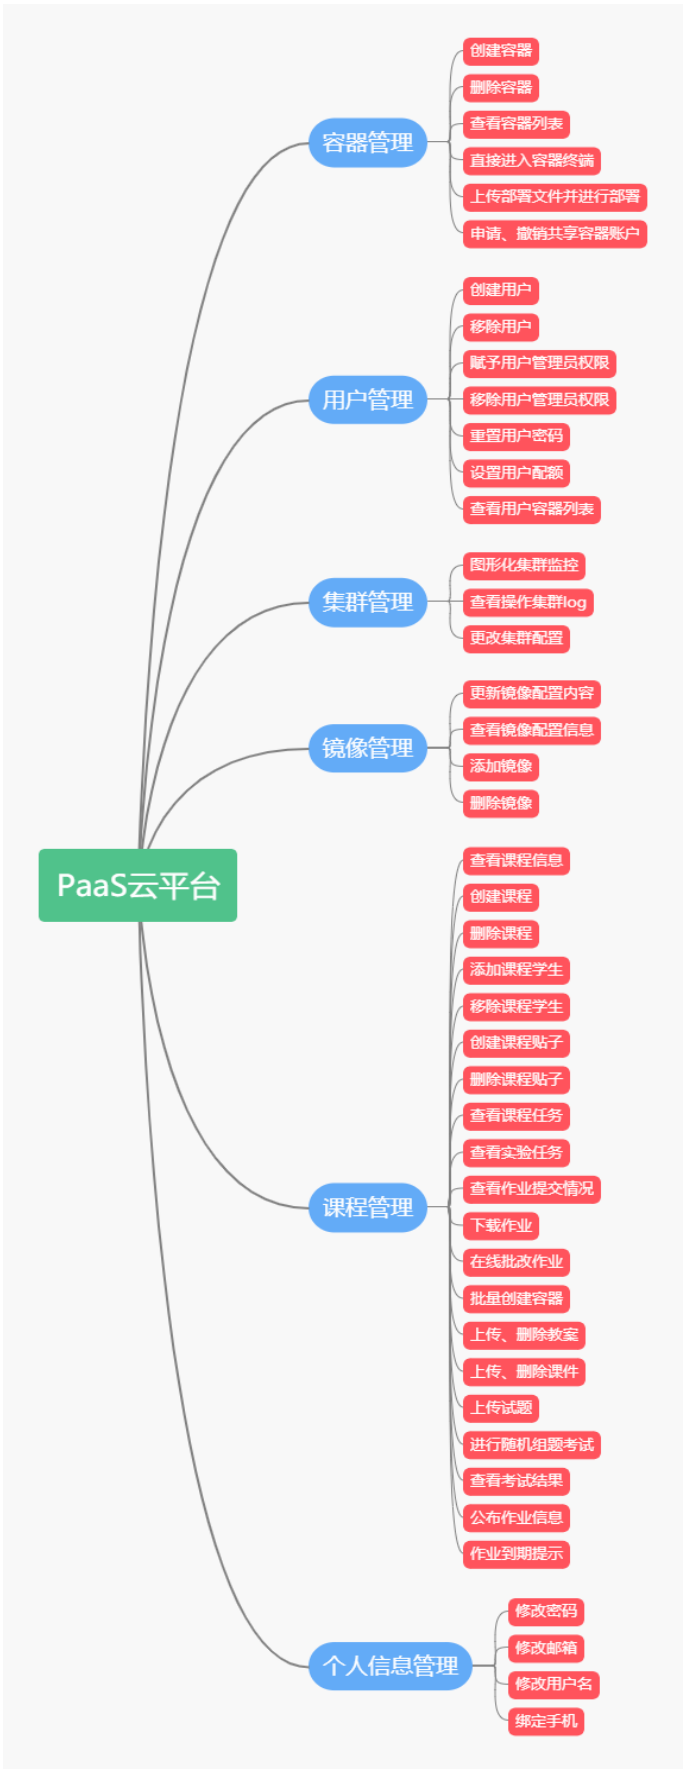 PaaS云平台
容器管理
创建容器
删除容器
查看容器列表
直接进入容器终端
上传部署文件并进行部署
申请、撤销共享容器账户
用户管理
创建用户
移除用户
赋予用户管理员权限
移除用户管理员权限
重置用户密码
设置用户配额
查看用户容器列表
集群管理
图形化集群监控
查看操作集群log
更改集群配置
镜像管理
更新镜像配置内容
查看镜像配置信息
添加镜像
删除镜像
课程管理
查看课程信息
创建课程
删除课程
添加课程学生
移除课程学生
创建课程贴子
删除课程贴子
查看课程任务
查看实验任务
查看作业提交情况
下载作业
在线批改作业
批量创建容器
上传、删除教案
上传、删除课件
上传试题
进行随机组题考试
查看考试结果
公布作业信息
作业到期提示
个人信息管理
修改密码
修改邮箱
修改用户名
绑定手机